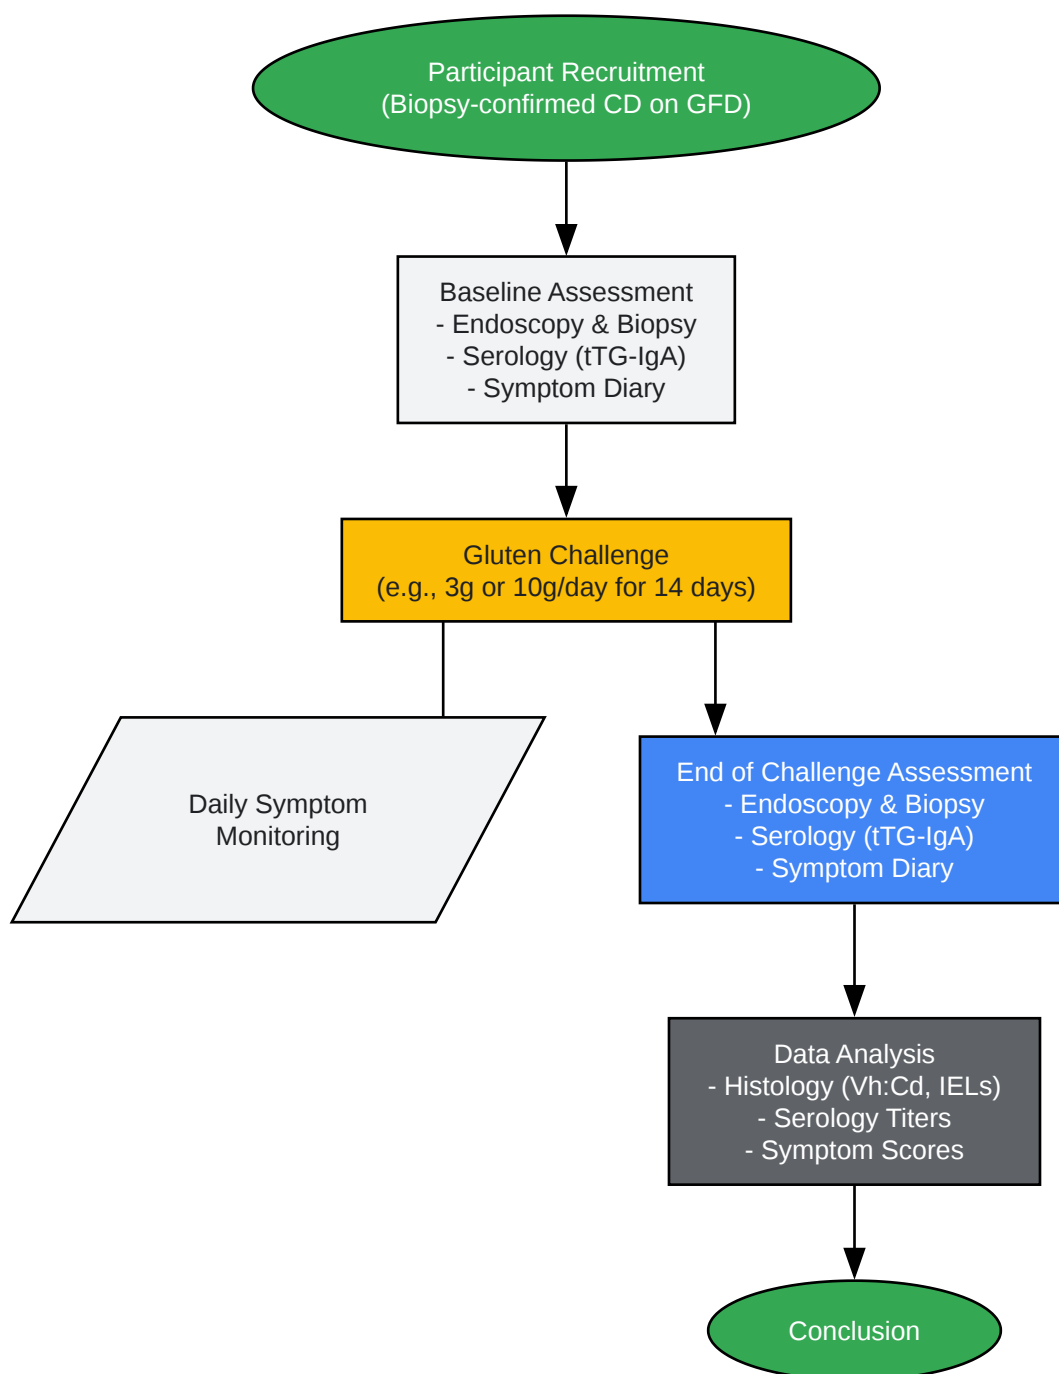 Participant Recruitment
(Biopsy-confirmed CD on GFD)
Baseline Assessment
- Endoscopy & Biopsy
- Serology (tTG-IgA)
- Symptom Diary
Gluten Challenge
(e.g., 3g or 10g/day for 14 days)
Daily Symptom
Monitoring
End of Challenge Assessment
- Endoscopy & Biopsy
- Serology (tTG-IgA)
- Symptom Diary
Data Analysis
- Histology (Vh:Cd, IELs)
- Serology Titers
- Symptom Scores
Conclusion